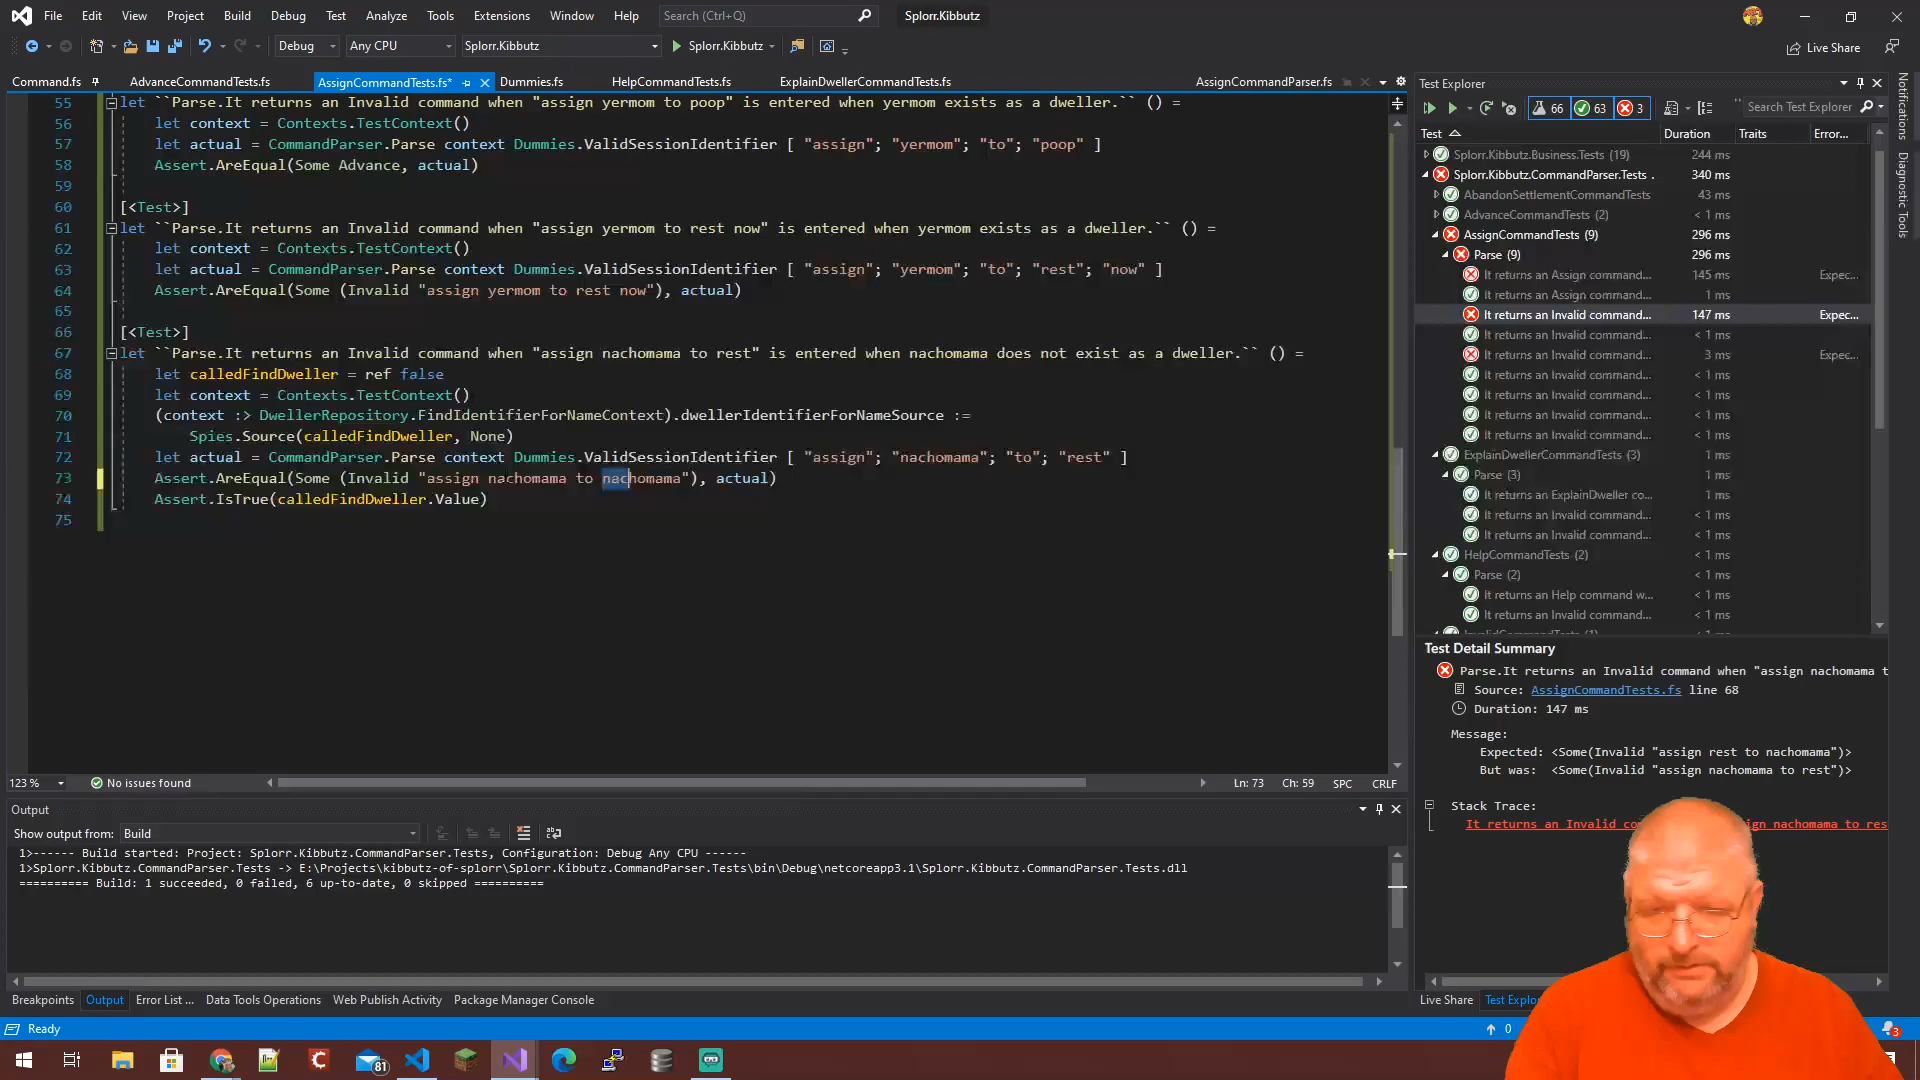 File Edit View Project Build Debug Test Analyze Tools Extensions Window Help Search (Ctrl+Q) Splorr.Kibbutz
Debug Any CPU Splorr.Kibbutz Splorr.Kibbutz Live Share
Command.fs AdvanceCommandTests.fs AssignCommandTests.fs* Dummies.fs HelpCommandTests.fs ExplainDwellerCommandTests.fs AssignCommandParser.fs
55 let ``Parse.It returns an Invalid command when "assign yermom to poop" is entered when yermom exists as a dweller.`` () =
56 let context = Contexts.TestContext()
57 let actual = CommandParser.Parse context Dummies.ValidSessionIdentifier [ "assign"; "yermom"; "to"; "poop" ]
58 Assert.AreEqual(Some Advance, actual)
59
60 [<Test>]
61 let ``Parse.It returns an Invalid command when "assign yermom to rest now" is entered when yermom exists as a dweller.`` () =
62 let context = Contexts.TestContext()
63 let actual = CommandParser.Parse context Dummies.ValidSessionIdentifier [ "assign"; "yermom"; "to"; "rest"; "now" ]
64 Assert.AreEqual(Some (Invalid "assign yermom to rest now"), actual)
65
66 [<Test>]
67 let ``Parse.It returns an Invalid command when "assign nachomama to rest" is entered when nachomama does not exist as a dweller.`` () =
68 let calledFindDweller = ref false
69 let context = Contexts.TestContext()
70 (context :> DwellerRepository.FindIdentifierForNameContext).dwellerIdentifierForNameSource :=
71 Spies.Source(calledFindDweller, None)
72 let actual = CommandParser.Parse context Dummies.ValidSessionIdentifier [ "assign"; "nachomama"; "to"; "rest" ]
73 Assert.AreEqual(Some (Invalid "assign nachomama to nachomama"), actual)
74 Assert.IsTrue(calledFindDweller.Value)
75
123 % No issues found Ln: 73 Ch: 59 SPC CRLF
Output
Show output from: Build
1>------ Build started: Project: Splorr.Kibbutz.CommandParser.Tests, Configuration: Debug Any CPU ------
1>Splorr.Kibbutz.CommandParser.Tests -> E:\Projects\kibbutz-of-splorr\Splorr.Kibbutz.CommandParser.Tests\bin\Debug\netcoreapp3.1\Splorr.Kibbutz.CommandParser.Tests.dll
========== Build: 1 succeeded, 0 failed, 6 up-to-date, 0 skipped ==========
Breakpoints Output Error List ... Data Tools Operations Web Publish Activity Package Manager Console
Ready
Test Explorer
66 63 3 Search Test Explorer
Test Duration Traits Error...
Splorr.Kibbutz.Business.Tests (19) 244 ms
Splorr.Kibbutz.CommandParser.Tests . 340 ms
AbandonSettlementCommandTests 43 ms
AdvanceCommandTests (2) < 1 ms
AssignCommandTests (9) 296 ms
Parse (9) 296 ms
It returns an Assign command... 145 ms Expec...
It returns an Assign command... 1 ms
It returns an Invalid command... 147 ms Expec...
It returns an Invalid command... < 1 ms
It returns an Invalid command... 3 ms Expec...
It returns an Invalid command... < 1 ms
It returns an Invalid command... < 1 ms
It returns an Invalid command... < 1 ms
It returns an Invalid command... < 1 ms
ExplainDwellerCommandTests (3) < 1 ms
Parse (3) < 1 ms
It returns an ExplainDweller co... < 1 ms
It returns an Invalid command... < 1 ms
It returns an Invalid command... < 1 ms
HelpCommandTests (2) < 1 ms
Parse (2) < 1 ms
It returns an Help command w... < 1 ms
It returns an Invalid command... < 1 ms
Test Detail Summary
Parse.It returns an Invalid command when "assign nachomama t
Source: AssignCommandTests.fs line 68
Duration: 147 ms
Message:
Expected: <Some(Invalid "assign rest to nachomama")>
But was: <Some(Invalid "assign nachomama to rest")>
Stack Trace:
It returns an Invalid co nachomama to res
Live Share Test Explo
0
3
81
Notifications
Diagnostic Tools